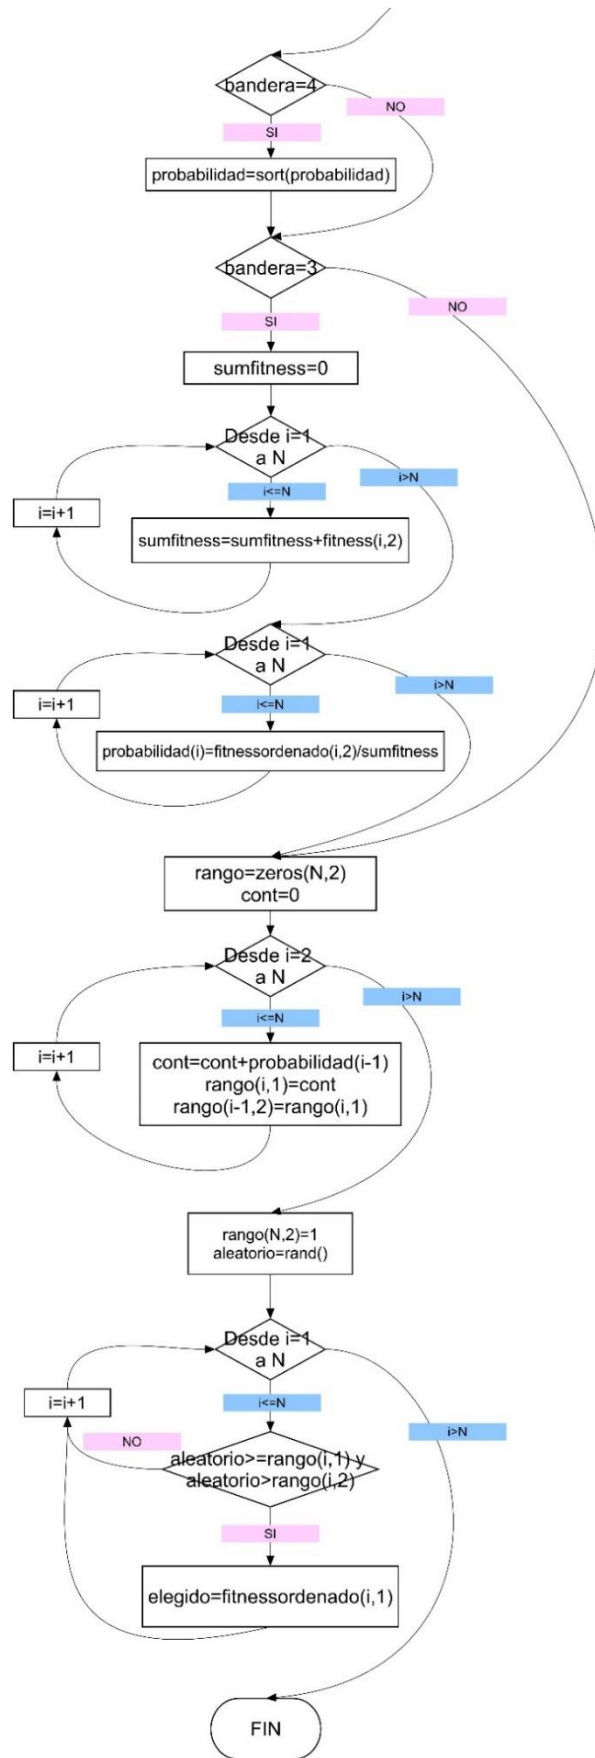 bandera=4
NO
SI
probabilidad=sort(probabilidad)
bandera=3
NO
SI
sumfitness=0
Desde i=1
a N
i>N
i<=N
i=i+1
sumfitness=sumfitness+fitness(i,2)
Desde i=1
a N
i>N
i<=N
i=i+1
probabilidad(i)=fitnessordenado(i,2)/sumfitness
rango=zeros(N,2)
cont=0
Desde i=2
a N
i>N
i<=N
i=i+1
cont=cont+probabilidad(i-1)
rango(i,1)=cont
rango(i-1,2)=rango(i,1)
rango(N,2)=1
aleatorio=rand()
Desde i=1
a N
i=i+1
i<=N
i>N
NO
aleatorio>=rango(i,1) y
aleatorio>rango(i,2)
SI
elegido=fitnessordenado(i,1)
FIN